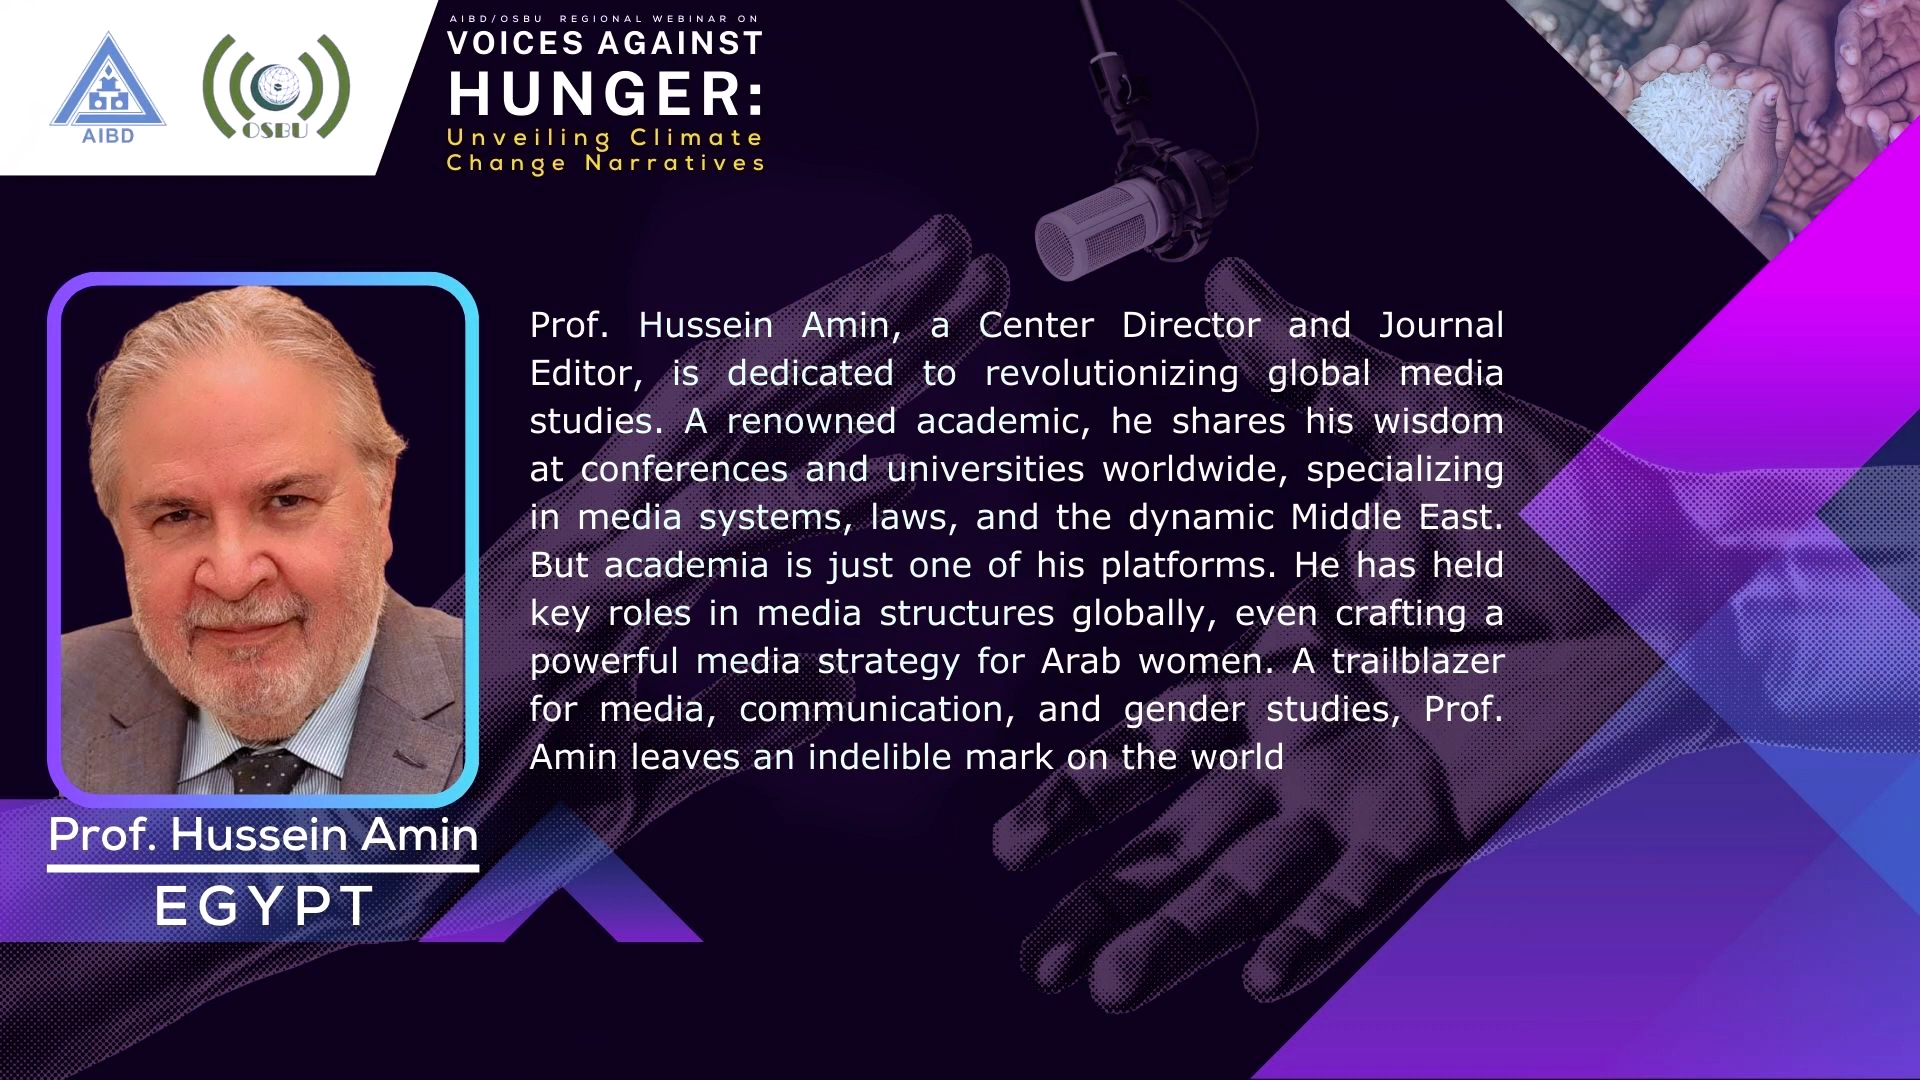 AIBD
OSBU
AIBD/OSBU REGIONAL WEBINAR ON
VOICES AGAINST
HUNGER:
Unveiling Climate
Change Narratives
Prof. Hussein Amin, a Center Director and Journal
Editor, is dedicated to revolutionizing global media
studies. A renowned academic, he shares his wisdom
at conferences and universities worldwide, specializing
in media systems, laws, and the dynamic Middle East.
But academia is just one of his platforms. He has held
key roles in media structures globally, even crafting a
powerful media strategy for Arab women. A trailblazer
for media, communication, and gender studies, Prof.
Amin leaves an indelible mark on the world
Prof. Hussein Amin
EGYPT